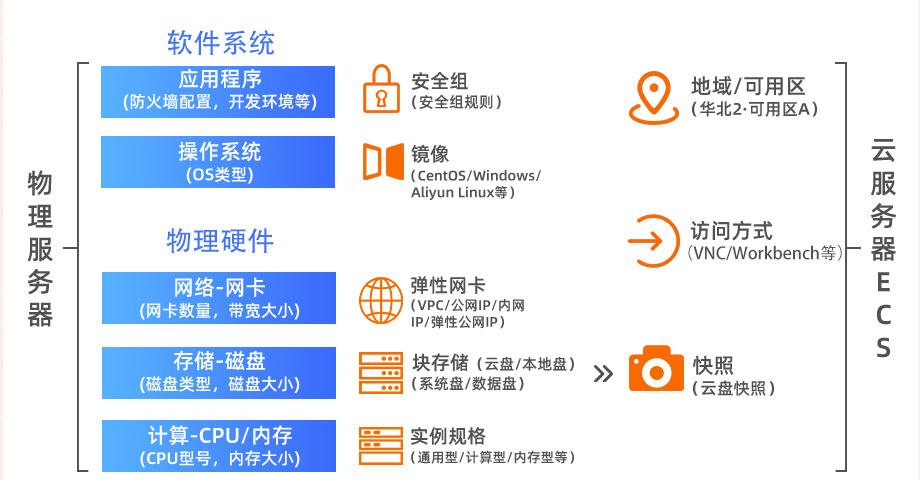 物理服务器
软件系统
应用程序
(防火墙配置，开发环境等)
操作系统
(OS类型)
物理硬件
网络-网卡
(网卡数量，带宽大小)
存储-磁盘
(磁盘类型，磁盘大小)
计算-CPU/内存
(CPU型号，内存大小)
安全组
(安全组规则)
镜像
(CentOS/Windows/
Aliyun Linux等)
弹性网卡
(VPC/公网IP/内网
IP/弹性公网IP)
块存储（云盘/本地盘）
(系统盘/数据盘)
实例规格
(通用型/计算型/内存型等)
地域/可用区
(华北2·可用区A)
访问方式
(VNC/Workbench等)
快照
(云盘快照)
云服务器ECS